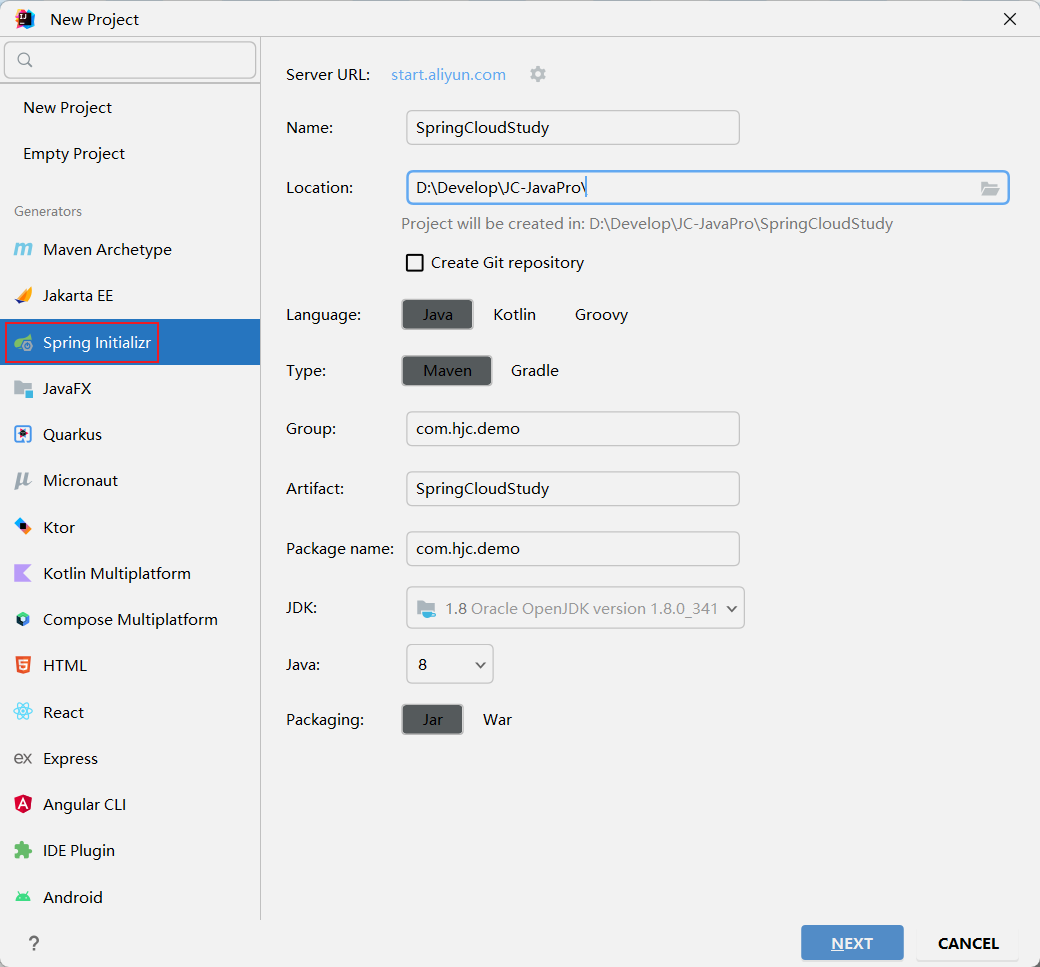 New Project
New Project
Empty Project
Generators
Maven Archetype
Jakarta EE
Spring Initializr
JavaFX
Quarkus
Micronaut
Ktor
Kotlin Multiplatform
Compose Multiplatform
HTML
React
Express
Angular CLI
IDE Plugin
Android
?
Server URL: start.aliyun.com
Name: SpringCloudStudy
Location: D:\Develop\JC-JavaPro\
Project will be created in: D:\Develop\JC-JavaPro\SpringCloudStudy
Create Git repository
Language: Java Kotlin Groovy
Type: Maven Gradle
Group: com.hjc.demo
Artifact: SpringCloudStudy
Package name: com.hjc.demo
JDK: 1.8 Oracle OpenJDK version 1.8.0_341
Java: 8
Packaging: Jar War
NEXT CANCEL